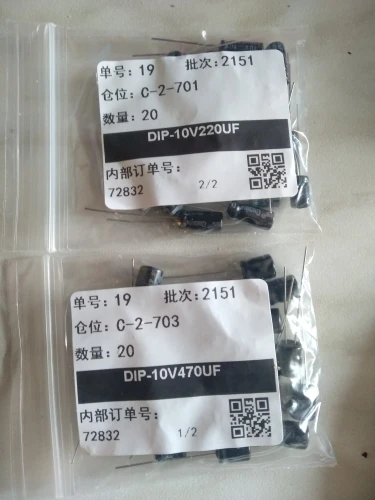 单号: 19 批次: 2151
仓位: C-2-701
数量: 20
DIP-10V220UF
内部订单号:
72832 2/2
单号: 19 批次: 2151
仓位: C-2-703
数量: 20
DIP-10V470UF
内部订单号:
72832 1/2